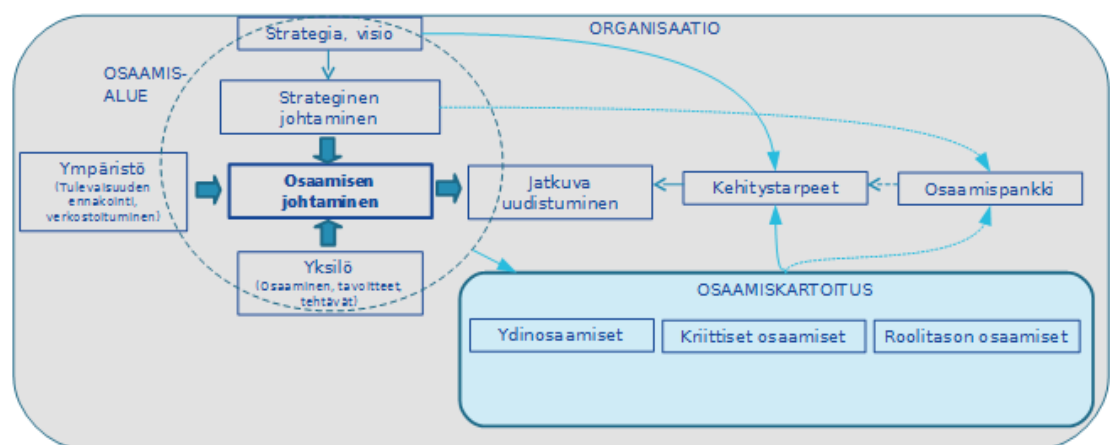 ORGANISAATIO
Strategia, visio
OSAAMIS-
ALUE
Strateginen
johtaminen
Ympäristö
(Tulevaisuuden
ennakointi,
verkostoituminen)
Osaamisen
johtaminen
Jatkuva
uudistuminen
Kehitystarpeet
Osaamispankki
Yksilö
(Osaaminen, tavoitteet,
tehtävät)
OSAAMISKARTOITUS
Ydinosaamiset
Kriittiset osaamiset
Roolitason osaamiset